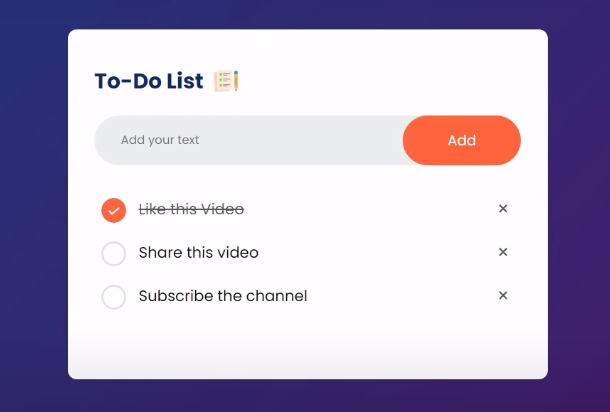 To-Do List
Add your text
Add
Like this Video
Share this video
Subscribe the channel